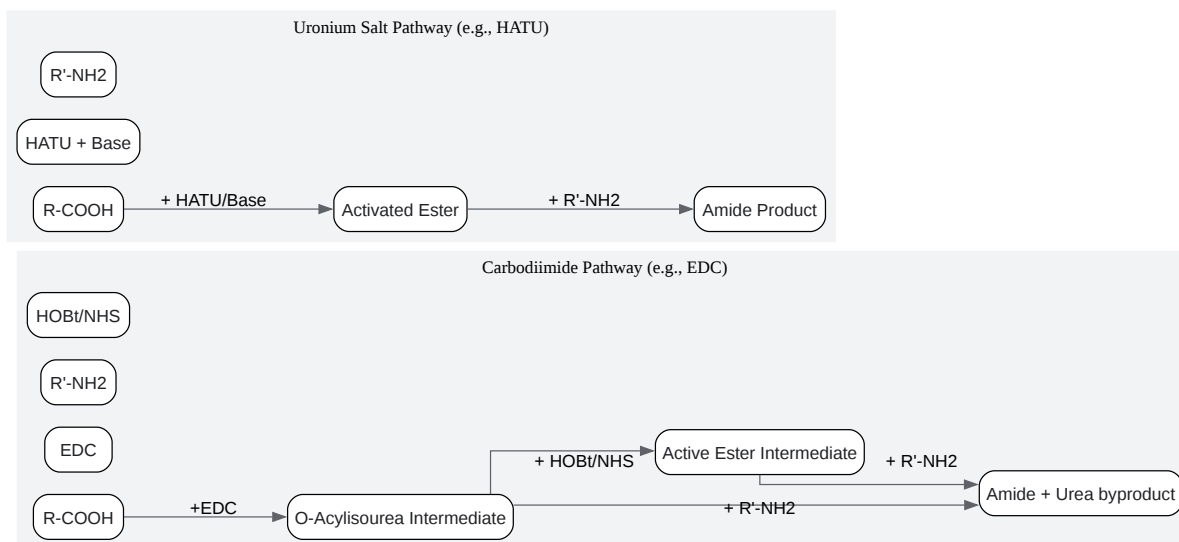 Uronium Salt Pathway (e.g., HATU)
R'-NH2
HATU + Base
R-COOH
+ HATU/Base
Activated Ester
+ R'-NH2
Amide Product
Carbodiimide Pathway (e.g., EDC)
HOBt/NHS
R'-NH2
EDC
R-COOH
+EDC
O-Acylisourea Intermediate
+ HOBt/NHS
Active Ester Intermediate
+ R'-NH2
+ R'-NH2
Amide + Urea byproduct